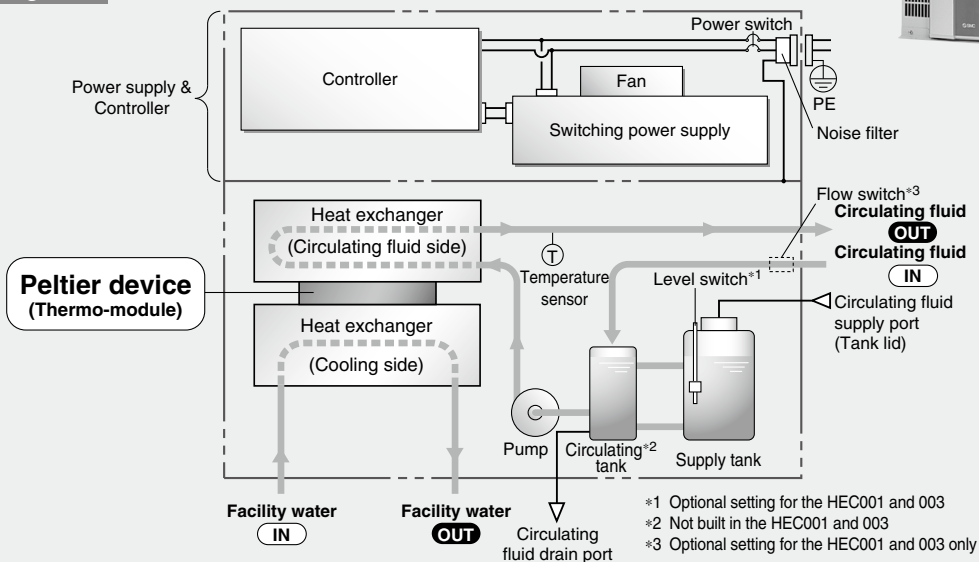 Power switch
Controller
Fan
Power supply &
Controller
Switching power supply
PE
Noise filter
Flow switch*3
Heat exchanger
(Circulating fluid side)
Circulating fluid
OUT
Circulating fluid
IN
T
Temperature
sensor
Level switch*1
Peltier device
(Thermo-module)
Circulating fluid
supply port
(Tank lid)
Heat exchanger
(Cooling side)
Pump
Circulating*2
tank
Supply tank
Facility water
IN
Facility water
OUT
Circulating
fluid drain port
*1 Optional setting for the HEC001 and 003
*2 Not built in the HEC001 and 003
*3 Optional setting for the HEC001 and 003 only